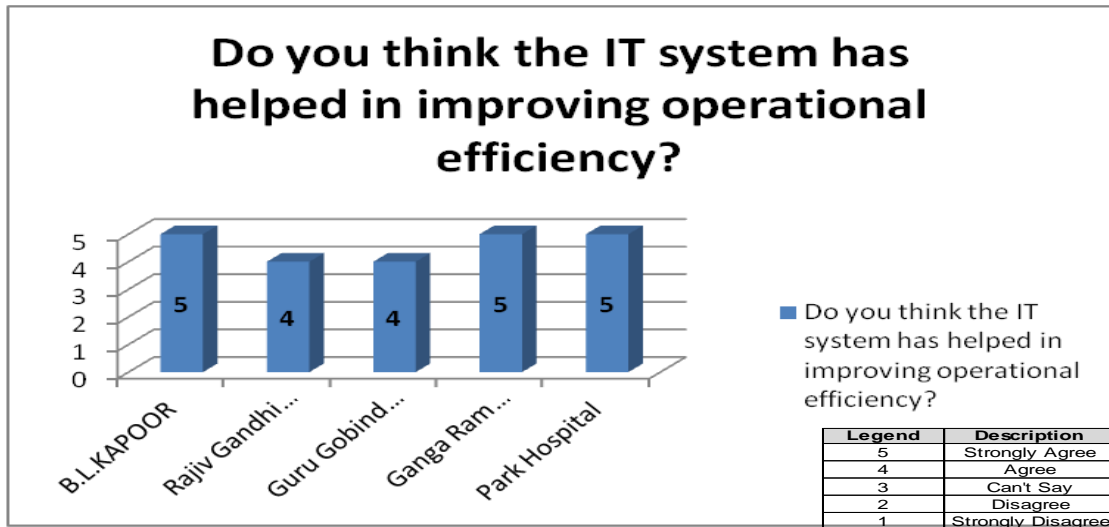 Do you think the IT system has
helped in improving operational
efficiency?
5
4
3
2
1
0
5
4
4
5
5
B.L.KAPOOR
Rajiv Gandhi...
Guru Gobind...
Ganga Ram...
Park Hospital
Do you think the IT
system has helped in
improving operational
efficiency?
Legend Description
5 Strongly Agree
4 Agree
3 Can't Say
2 Disagree
1 Strongly Disagree